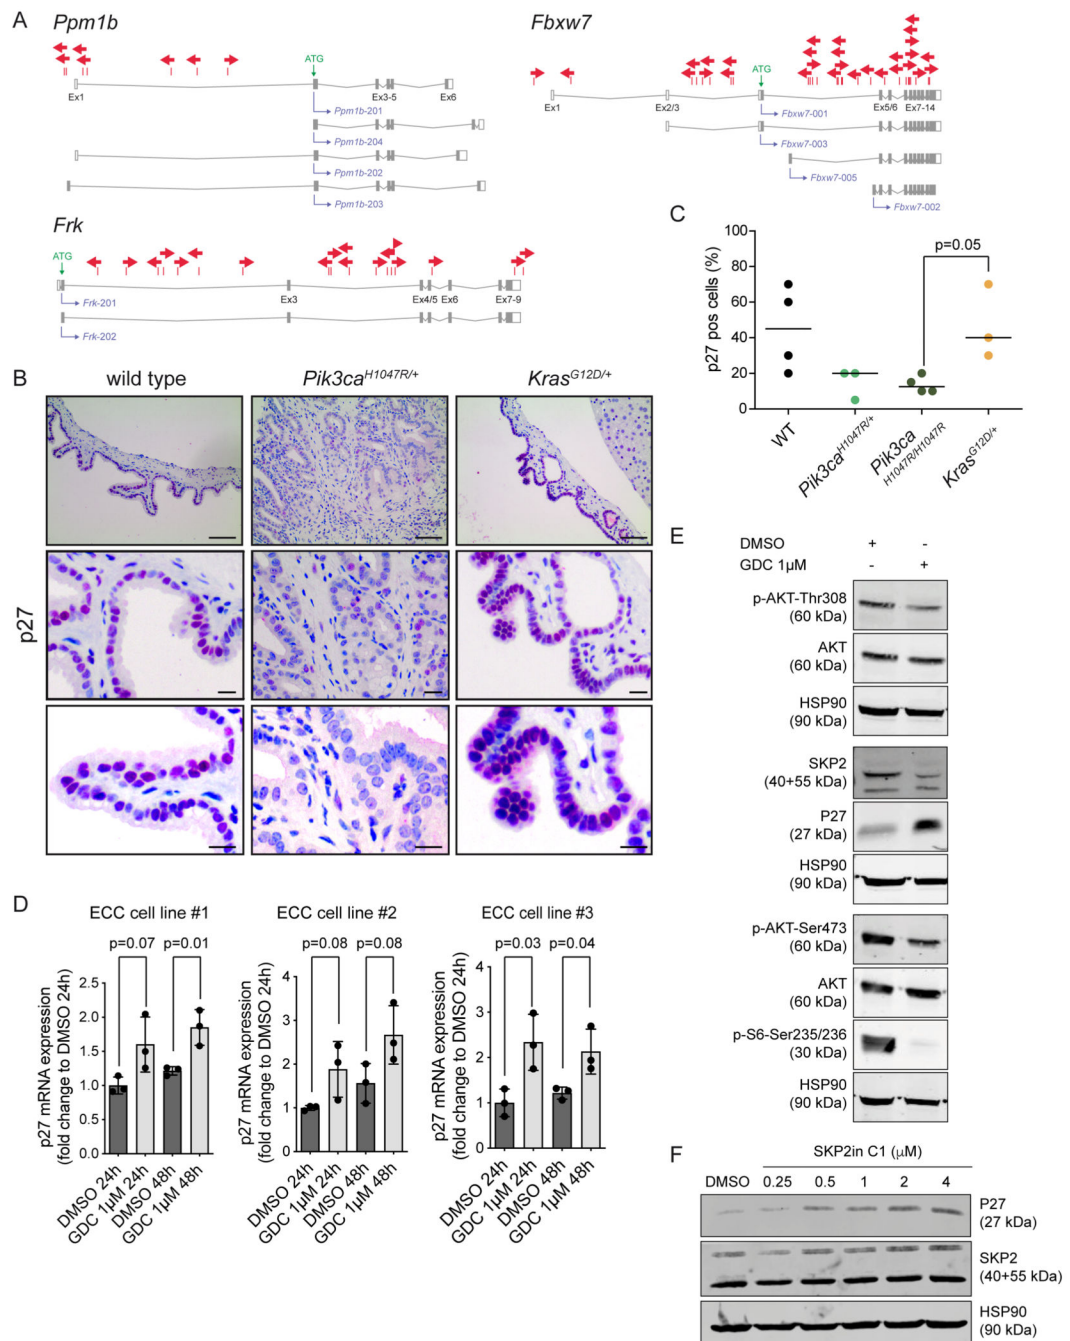 A
Ppm1b
ATG
Ex1
Ex3-5
Ex6
Ppm1b-201
Ppm1b-204
Ppm1b-202
Ppm1b-203
Fbxw7
ATG
Ex1
Ex2/3
Ex5/6
Ex7-14
Fbxw7-001
Fbxw7-003
Fbxw7-005
Fbxw7-002
Frk
ATG
Ex3
Ex4/5
Ex6
Ex7-9
Frk-201
Frk-202
B
wild type
Pik3caH1047R/+
KrasG12D/+
p27
C
p27 pos cells (%)
100
80
60
40
20
0
p=0.05
WT
Pik3caH1047R/+
Pik3ca
H1047R/H1047R
KrasG12D/+
D
ECC cell line #1
p=0.07
p=0.01
p27 mRNA expression
(fold change to DMSO 24h)
2.5
2.0
1.5
1.0
0.5
0.0
DMSO 24h
GDC 1µM 24h
DMSO 48h
GDC 1µM 48h
ECC cell line #2
p=0.08
p=0.08
p27 mRNA expression
(fold change to DMSO 24h)
4
3
2
1
0
DMSO 24h
GDC 1µM 24h
DMSO 48h
GDC 1µM 48h
ECC cell line #3
p=0.03
p=0.04
p27 mRNA expression
(fold change to DMSO 24h)
4
3
2
1
0
DMSO 24h
GDC 1µM 24h
DMSO 48h
GDC 1µM 48h
E
DMSO + -
GDC 1µM - +
p-AKT-Thr308
(60 kDa)
AKT
(60 kDa)
HSP90
(90 kDa)
SKP2
(40+55 kDa)
P27
(27 kDa)
HSP90
(90 kDa)
p-AKT-Ser473
(60 kDa)
AKT
(60 kDa)
p-S6-Ser235/236
(30 kDa)
HSP90
(90 kDa)
F
SKP2in C1 (µM)
DMSO 0.25 0.5 1 2 4
P27
(27 kDa)
SKP2
(40+55 kDa)
HSP90
(90 kDa)